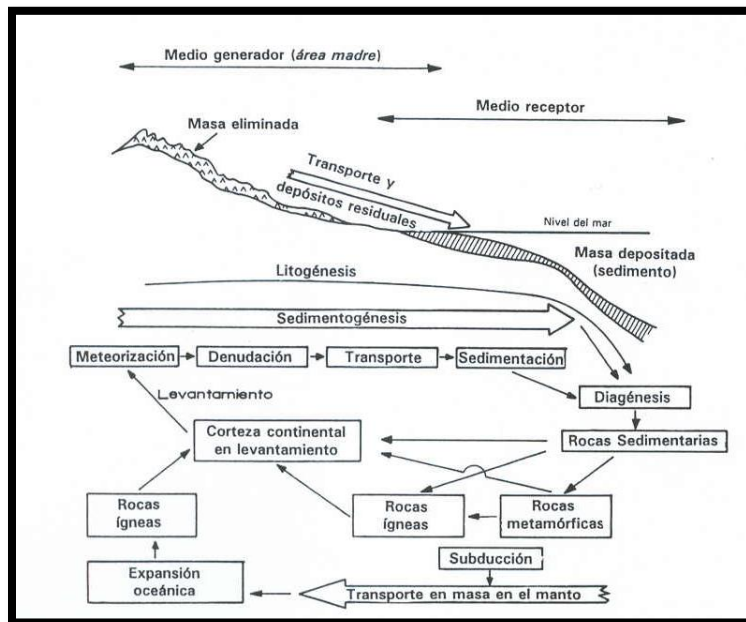 Medio generador (área madre)
Medio receptor
Masa eliminada
Transporte y
depósitos residuales
Nivel del mar
Masa depositada
(sedimento)
Litogénesis
Sedimentogénesis
Meteorización
Denudación
Transporte
Sedimentación
Levantamiento
Diagénesis
Corteza continental
en levantamiento
Rocas Sedimentarias
Rocas
ígneas
Rocas
ígneas
Rocas
metamórficas
Subducción
Expansión
oceánica
Transporte en masa en el manto